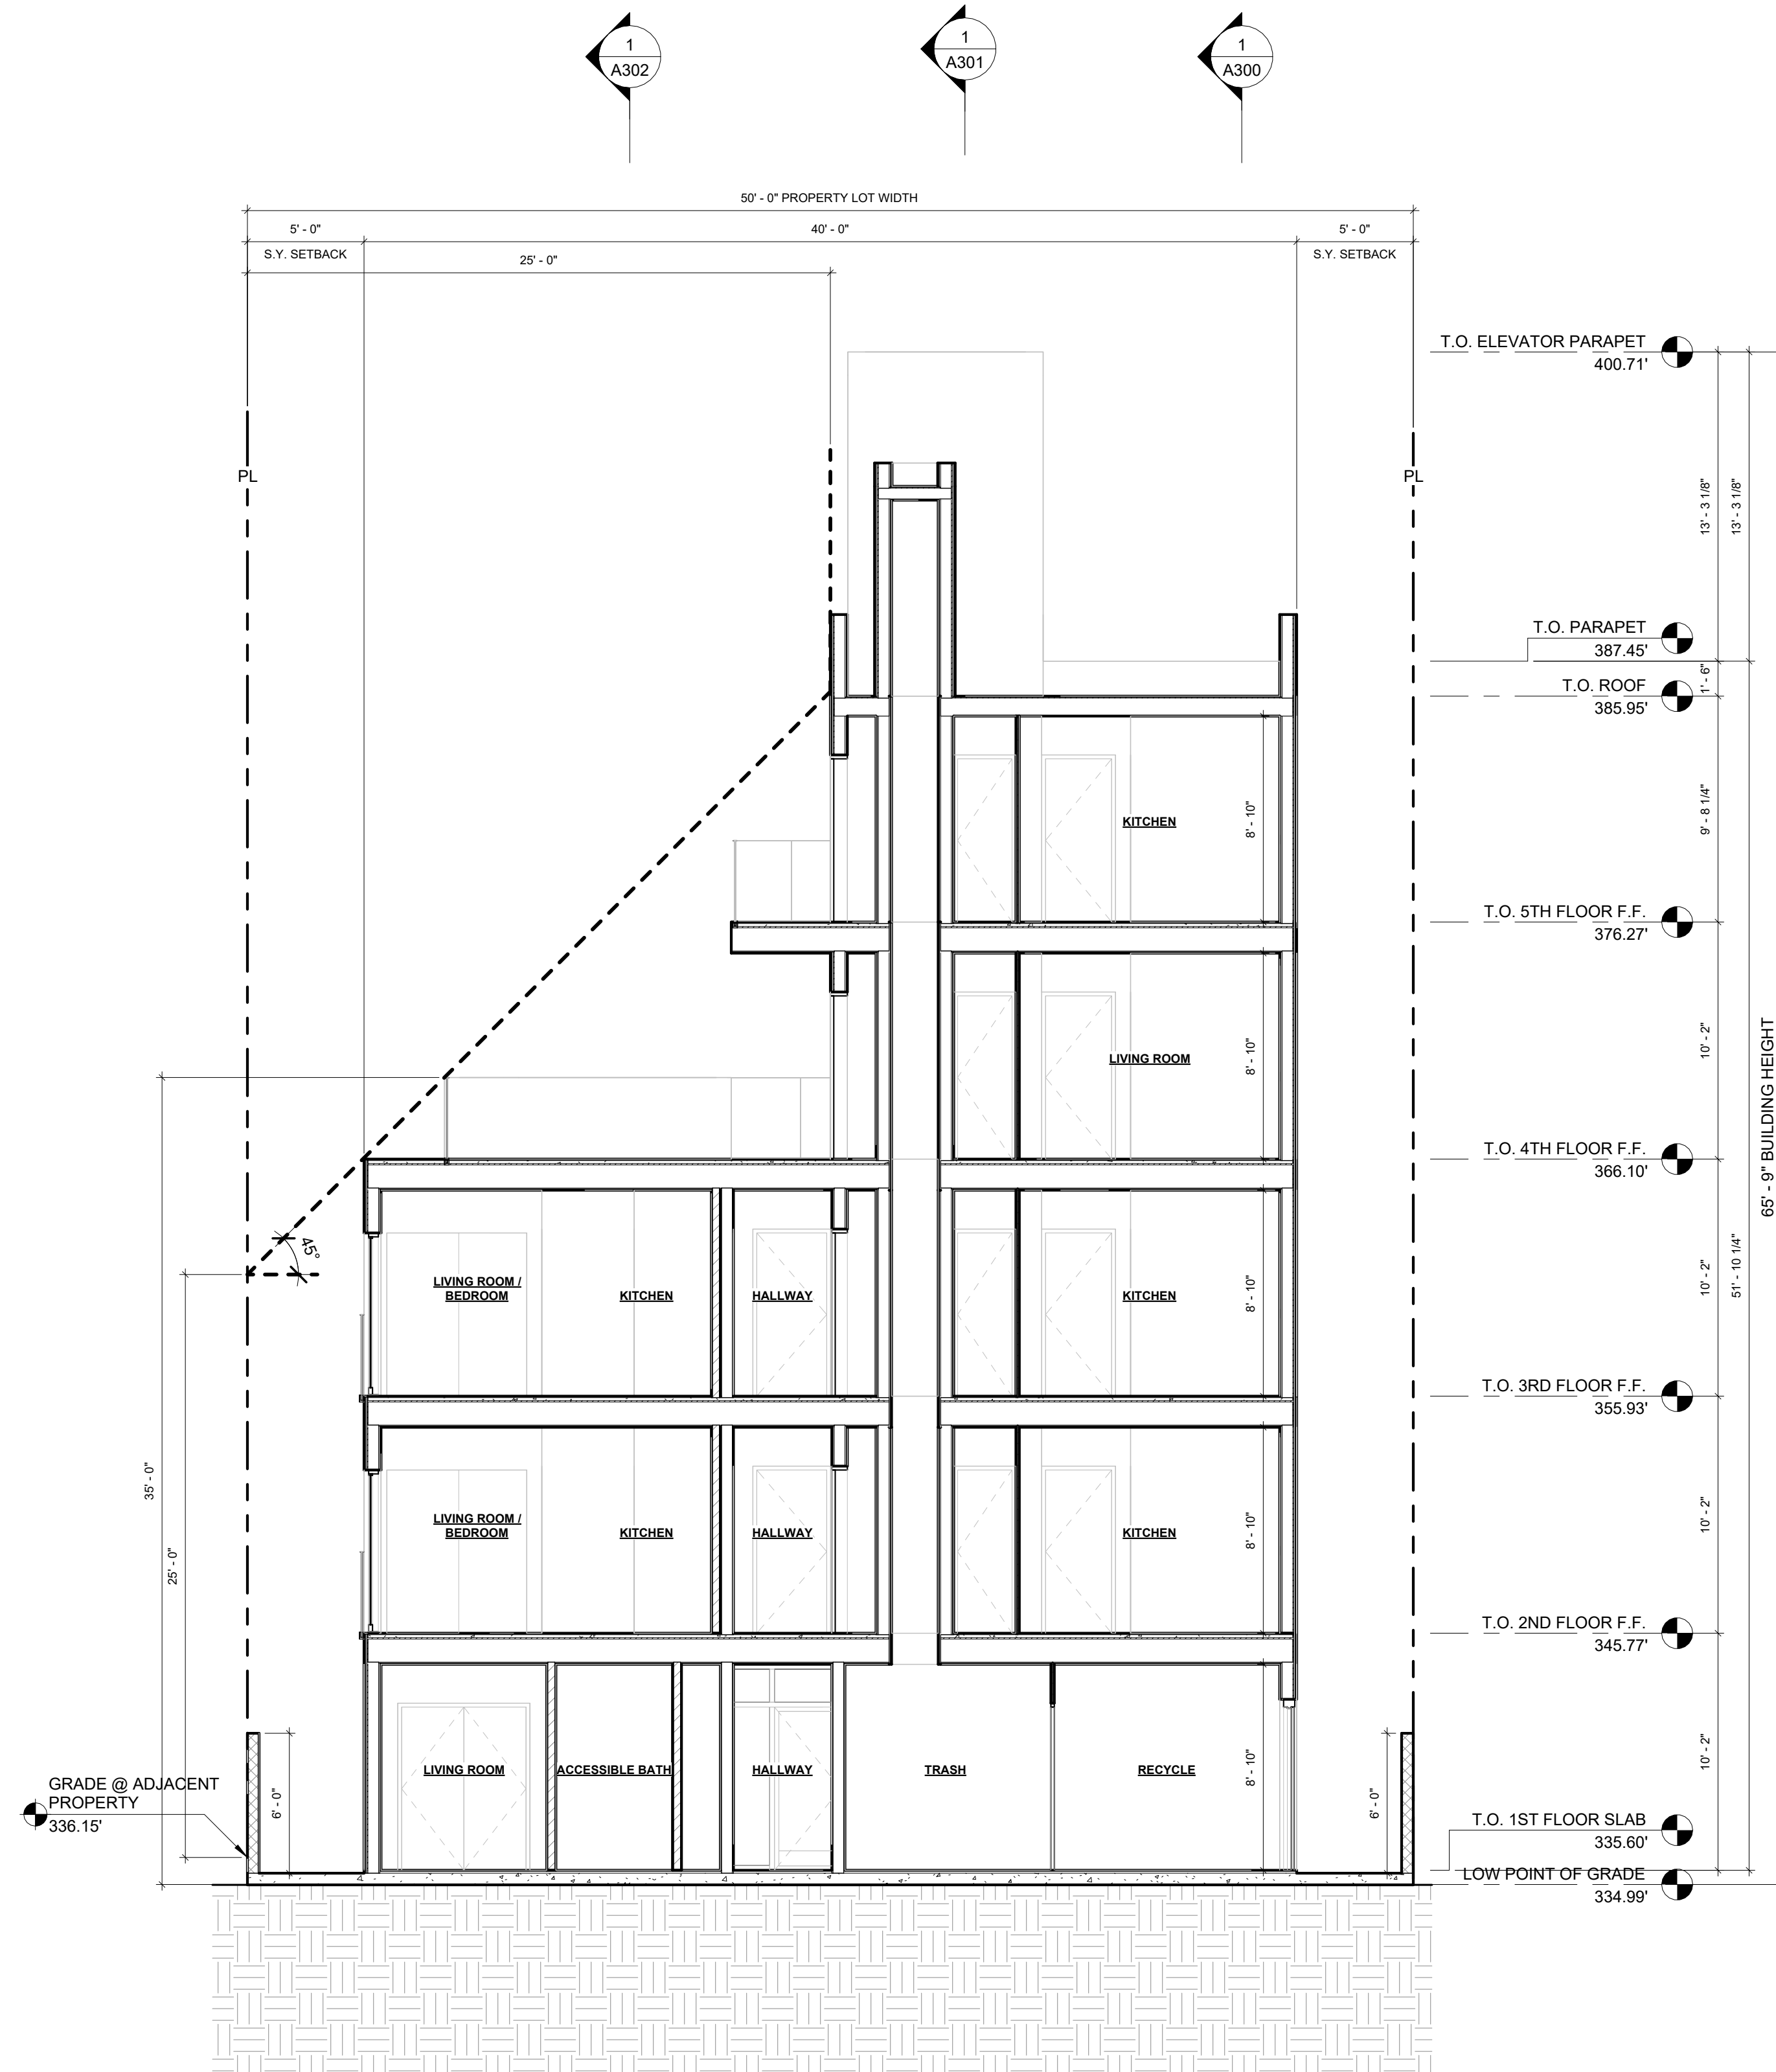 1
A302
1
A301
1
A300
50' - 0" PROPERTY LOT WIDTH
5' - 0"
40' - 0"
5' - 0"
S.Y. SETBACK
S.Y. SETBACK
25' - 0"
T.O. ELEVATOR PARAPET
400.71'
PL
PL
13' - 3 1/8"
13' - 3 1/8"
T.O. PARAPET
387.45'
1' - 6"
T.O. ROOF
385.95'
KITCHEN
8' - 10"
9' - 8 1/4"
T.O. 5TH FLOOR F.F.
376.27'
LIVING ROOM
8' - 10"
10' - 2"
65' - 9" BUILDING HEIGHT
T.O. 4TH FLOOR F.F.
366.10'
45°
LIVING ROOM /
BEDROOM
KITCHEN
HALLWAY
KITCHEN
8' - 10"
10' - 2"
51' - 10 1/4"
T.O. 3RD FLOOR F.F.
355.93'
35' - 0"
25' - 0"
LIVING ROOM /
BEDROOM
KITCHEN
HALLWAY
KITCHEN
8' - 10"
10' - 2"
T.O. 2ND FLOOR F.F.
345.77'
LIVING ROOM
ACCESSIBLE BATH
HALLWAY
TRASH
RECYCLE
8' - 10"
10' - 2"
GRADE @ ADJACENT
PROPERTY
336.15'
6' - 0"
6' - 0"
T.O. 1ST FLOOR SLAB
335.60'
LOW POINT OF GRADE
334.99'